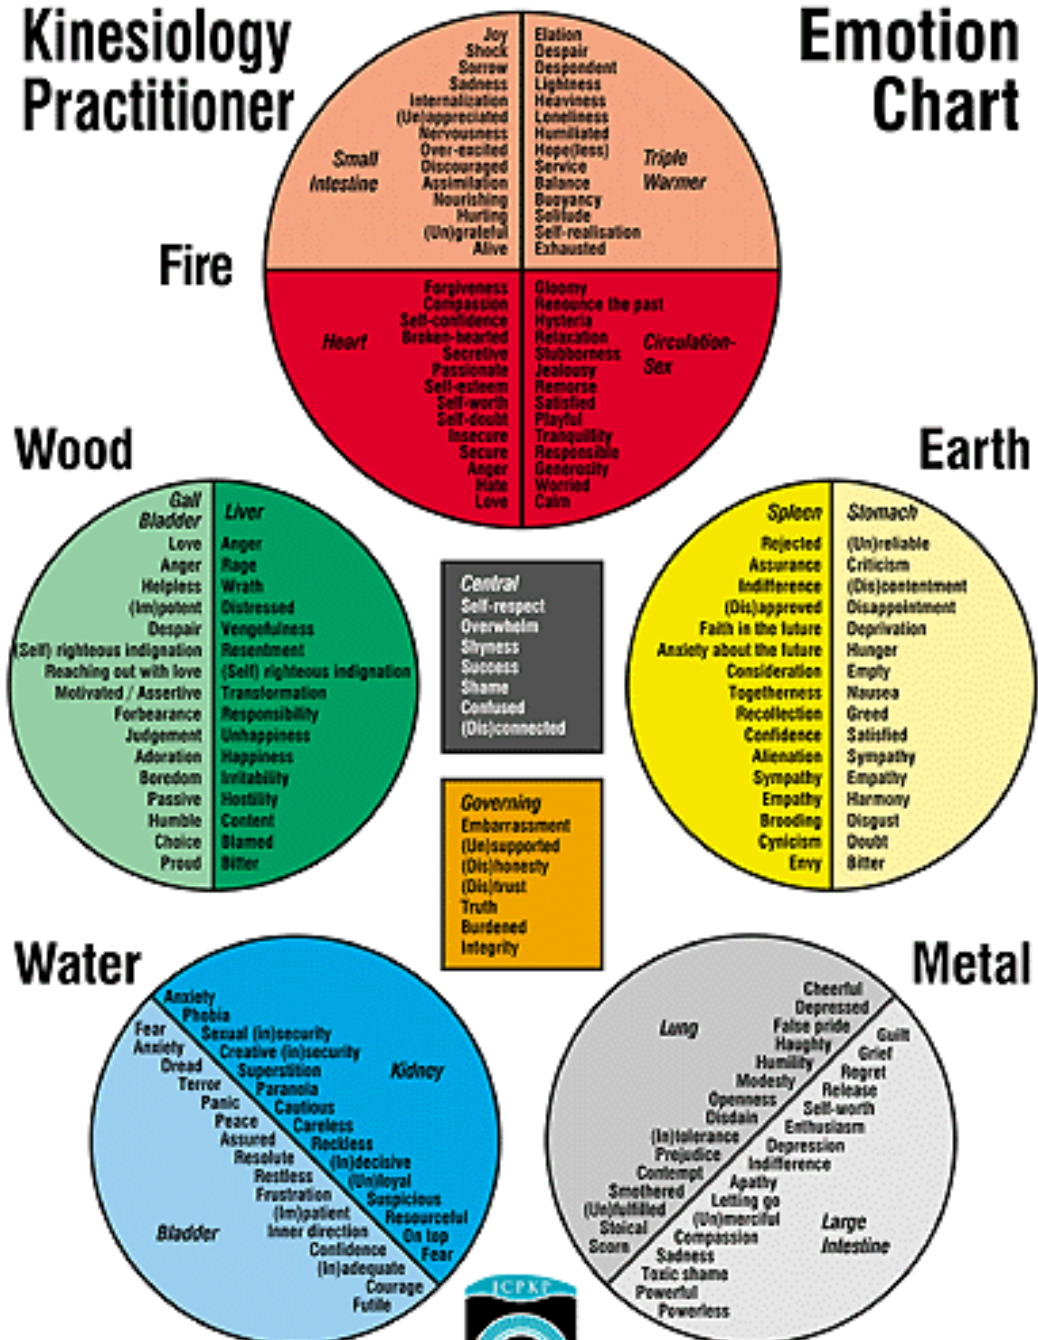 Kinesiology
Practitioner
Emotion
Chart
Fire
Small
Intestine
Joy
Shock
Sorrow
Sadness
Internalization
(Un)appreciated
Nervousness
Over-excited
Discouraged
Assimilation
Nourishing
Hurting
(Un)grateful
Alive
Elation
Despair
Despondent
Lightness
Heaviness
Loneliness
Humiliated
Hope(less)
Service
Balance
Buoyancy
Solitude
Self-realisation
Exhausted
Triple
Warmer
Heart
Forgiveness
Compassion
Self-confidence
Broken-hearted
Secretive
Passionate
Self-esteem
Self-worth
Self-doubt
Insecure
Secure
Anger
Hate
Love
Gloomy
Renounce the past
Hysteria
Relaxation
Stubborness
Jealousy
Remorse
Satisfied
Playful
Tranquillity
Responsible
Generosity
Worried
Calm
Circulation-
Sex
Wood
Gall
Bladder
Love
Anger
Helpless
(Im)potent
Despair
(Self) righteous indignation
Reaching out with love
Motivated / Assertive
Forbearance
Judgement
Adoration
Boredom
Passive
Humble
Choice
Proud
Liver
Anger
Rage
Wrath
Distressed
Vengefulness
Resentment
(Self) righteous indignation
Transformation
Responsibility
Unhappiness
Happiness
Irritability
Hostility
Content
Blamed
Bitter
Central
Self-respect
Overwhelm
Shyness
Success
Shame
Confused
(Dis)connected
Governing
Embarrassment
(Un)supported
(Dis)honesty
(Dis)trust
Truth
Burdened
Integrity
Earth
Spleen
Rejected
Assurance
Indifference
(Dis)approved
Faith in the future
Anxiety about the future
Consideration
Togetherness
Recollection
Confidence
Alienation
Sympathy
Empathy
Brooding
Cynicism
Envy
Stomach
(Un)reliable
Criticism
(Dis)contentment
Disappointment
Deprivation
Hunger
Empty
Nausea
Greed
Satisfied
Sympathy
Empathy
Harmony
Disgust
Doubt
Bitter
Water
Anxiety
Phobia
Sexual (in)security
Creative (in)security
Superstition
Paranoia
Cautious
Careless
Reckless
(In)decisive
(Un)loyal
Suspicious
Resourceful
On top
Fear
Kidney
Fear
Anxiety
Dread
Terror
Panic
Peace
Assured
Resolute
Restless
Frustration
(Im)patient
Inner direction
Confidence
(In)adequate
Courage
Futile
Bladder
Metal
Lung
Cheerful
Depressed
False pride
Haughty
Humility
Modesty
Openness
Disdain
(In)tolerance
Prejudice
Contempt
Smothered
(Un)fulfilled
Stoical
Scorn
Guilt
Grief
Regret
Release
Self-worth
Enthusiasm
Depression
Indifference
Apathy
Letting go
(Un)merciful
Compassion
Sadness
Toxic shame
Powerful
Powerless
Large
Intestine
ICPKP